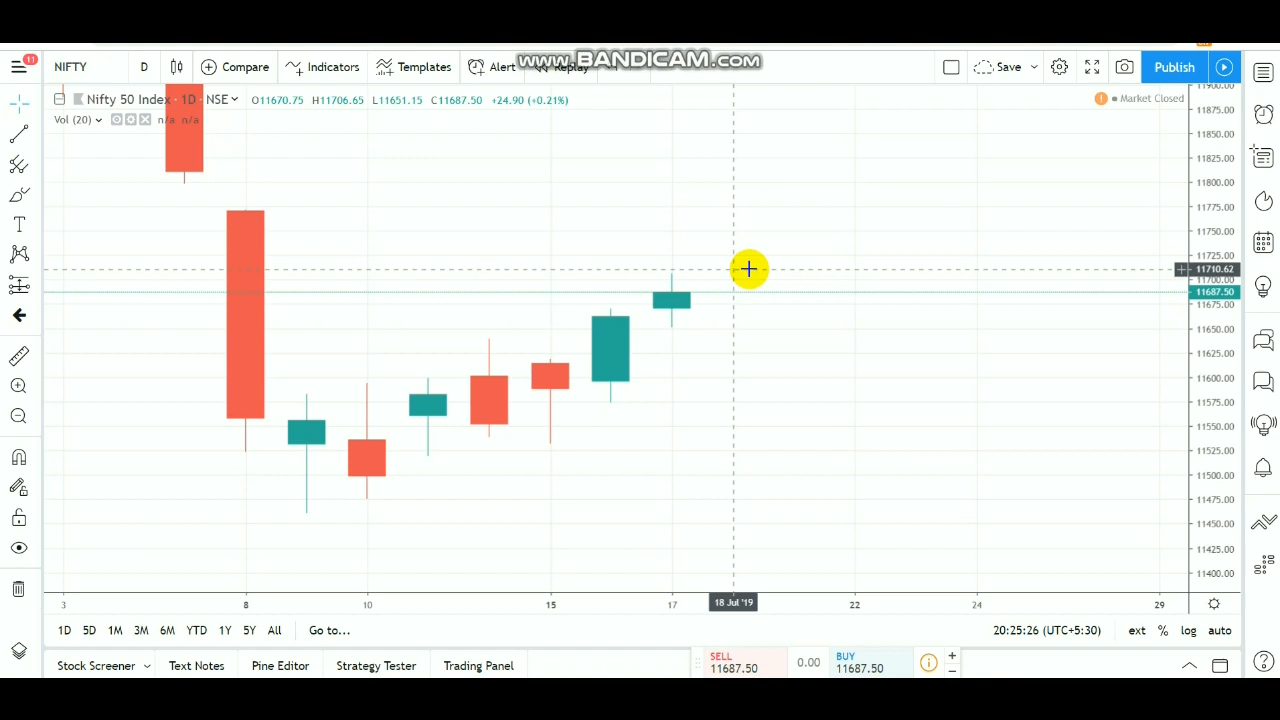 www.BANDICAM.com
11
NIFTY
D
Compare
Indicators
Templates
Alert
Replay
Save
Publish
Nifty 50 Index · 1D · NSE
O11670.75 H11706.65 L11651.15 C11687.50 +24.90 (+0.21%)
Market Closed
Vol (20)
n/a n/a
11900.00
11875.00
11850.00
11825.00
11800.00
11775.00
11750.00
11725.00
11710.62
11700.00
11687.50
11675.00
11650.00
11625.00
11600.00
11575.00
11550.00
11525.00
11500.00
11475.00
11450.00
11425.00
11400.00
3 8 10 15 17 18 Jul '19 22 24 29
1D 5D 1M 3M 6M YTD 1Y 5Y All Go to...
20:25:26 (UTC+5:30) ext % log auto
Stock Screener Text Notes Pine Editor Strategy Tester Trading Panel
SELL
11687.50
0.00
BUY
11687.50